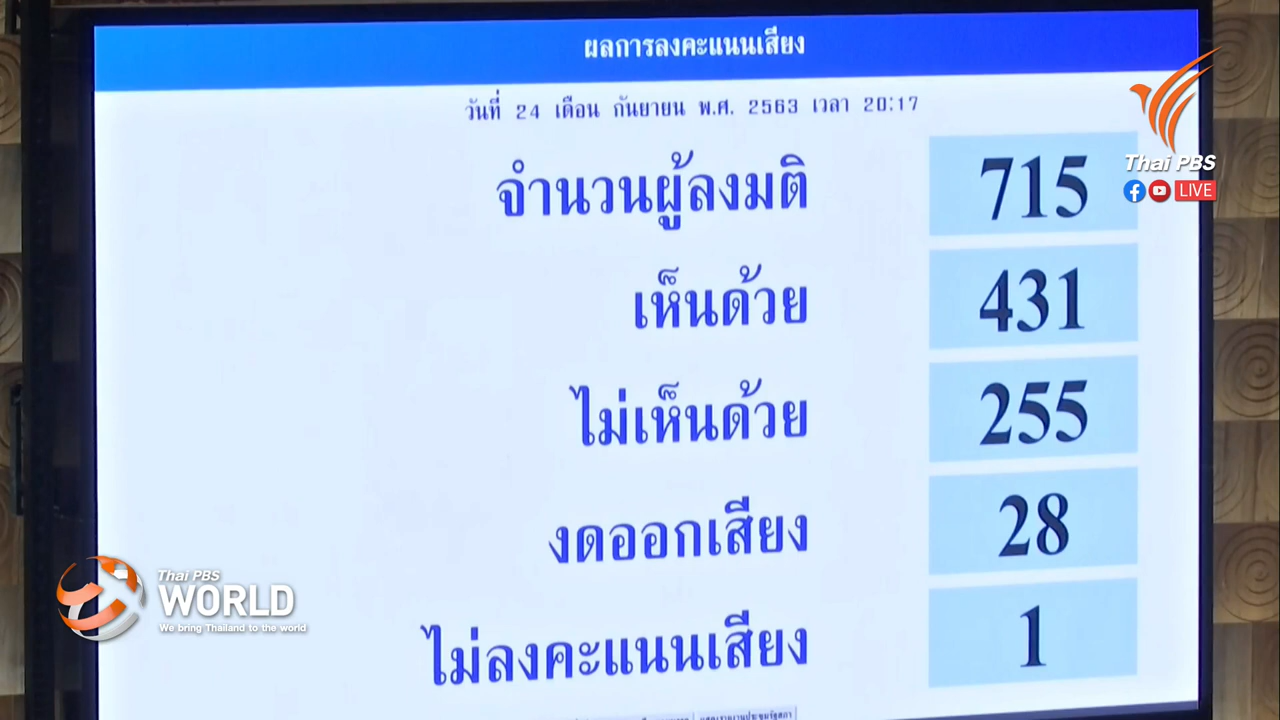 ผลการลงคะแนนเสียง
วันที่ 24 เดือน กันยายน พ.ศ. 2563 เวลา 20:17
จำนวนผู้ลงมติ 715
เห็นด้วย 431
ไม่เห็นด้วย 255
งดออกเสียง 28
ไม่ลงคะแนนเสียง 1
Thai PBS
LIVE
Thai PBS
WORLD
We bring Thailand to the world